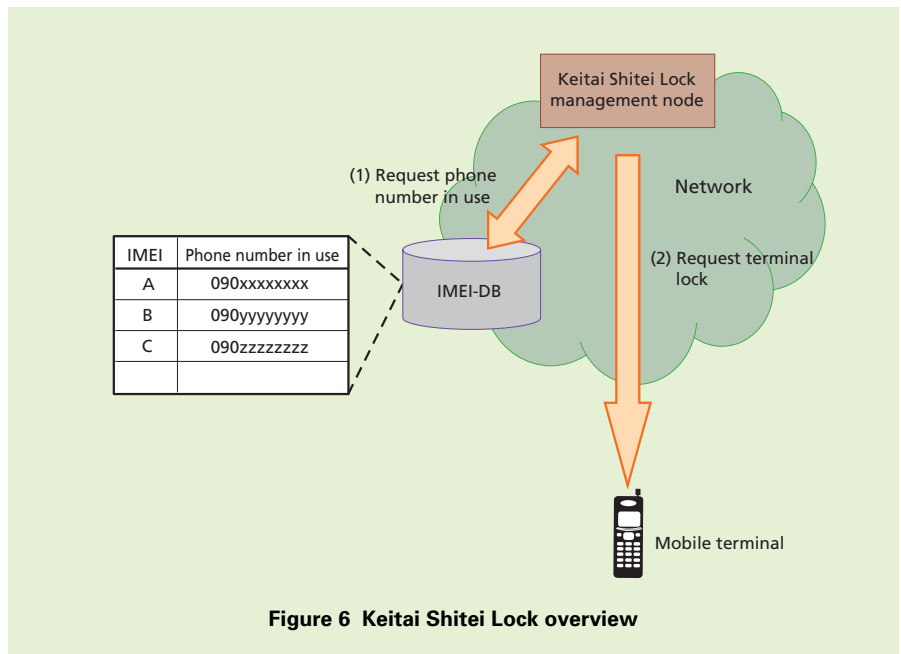 Keitai Shitei Lock
management node
(1) Request phone
number in use
Network
(2) Request terminal
lock
IMEI Phone number in use
A 090xxxxxxxx
B 090yyyyyyyy
C 090zzzzzzzz
IMEI-DB
Mobile terminal
Figure 6 Keitai Shitei Lock overview